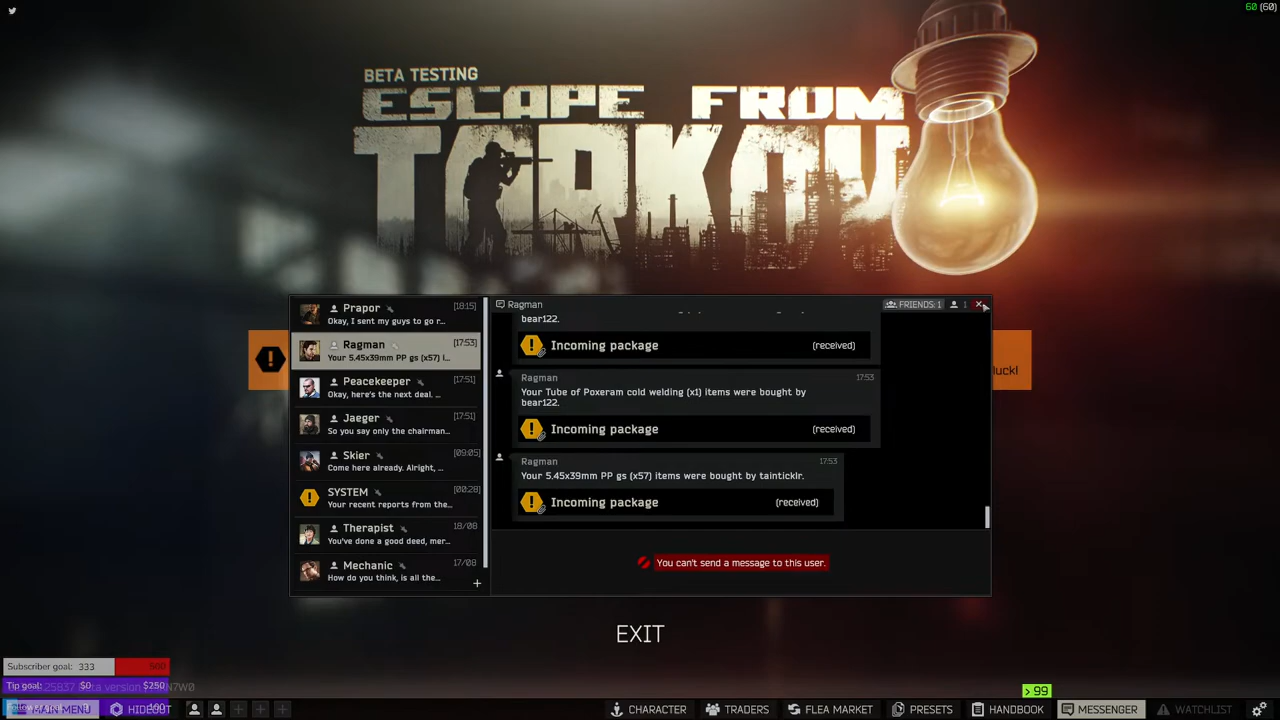 60 (60)
BETA TESTING
ESCAPE FROM
TARKOV
Prapor [18:15]
Okay, I sent my guys to go r...
Ragman [17:53]
Your 5.45x39mm PP gs (x57) i...
Peacekeeper [17:51]
Okay, here's the next deal. ...
Jaeger [17:51]
So you say only the chairman...
Skier [09:05]
Come here already. Alright, ...
SYSTEM [00:28]
Your recent reports from the...
Therapist 18/08
You've done a good deed, mer...
Mechanic 17/08
How do you think, is all the...
+
Ragman
FRIENDS: 1
1
bear122.
Incoming package (received)
Ragman 17:53
Your Tube of Poxeram cold welding (x1) items were bought by
bear122.
Incoming package (received)
Ragman 17:53
Your 5.45x39mm PP gs (x57) items were bought by tainticklr.
Incoming package (received)
You can't send a message to this user.
luck!
EXIT
Subscriber goal: 333 500
Tip goal: $0 $250
Beta version
> 99
MAIN MENU
HIDEOUT
CHARACTER
TRADERS
FLEA MARKET
PRESETS
HANDBOOK
MESSENGER
WATCHLIST